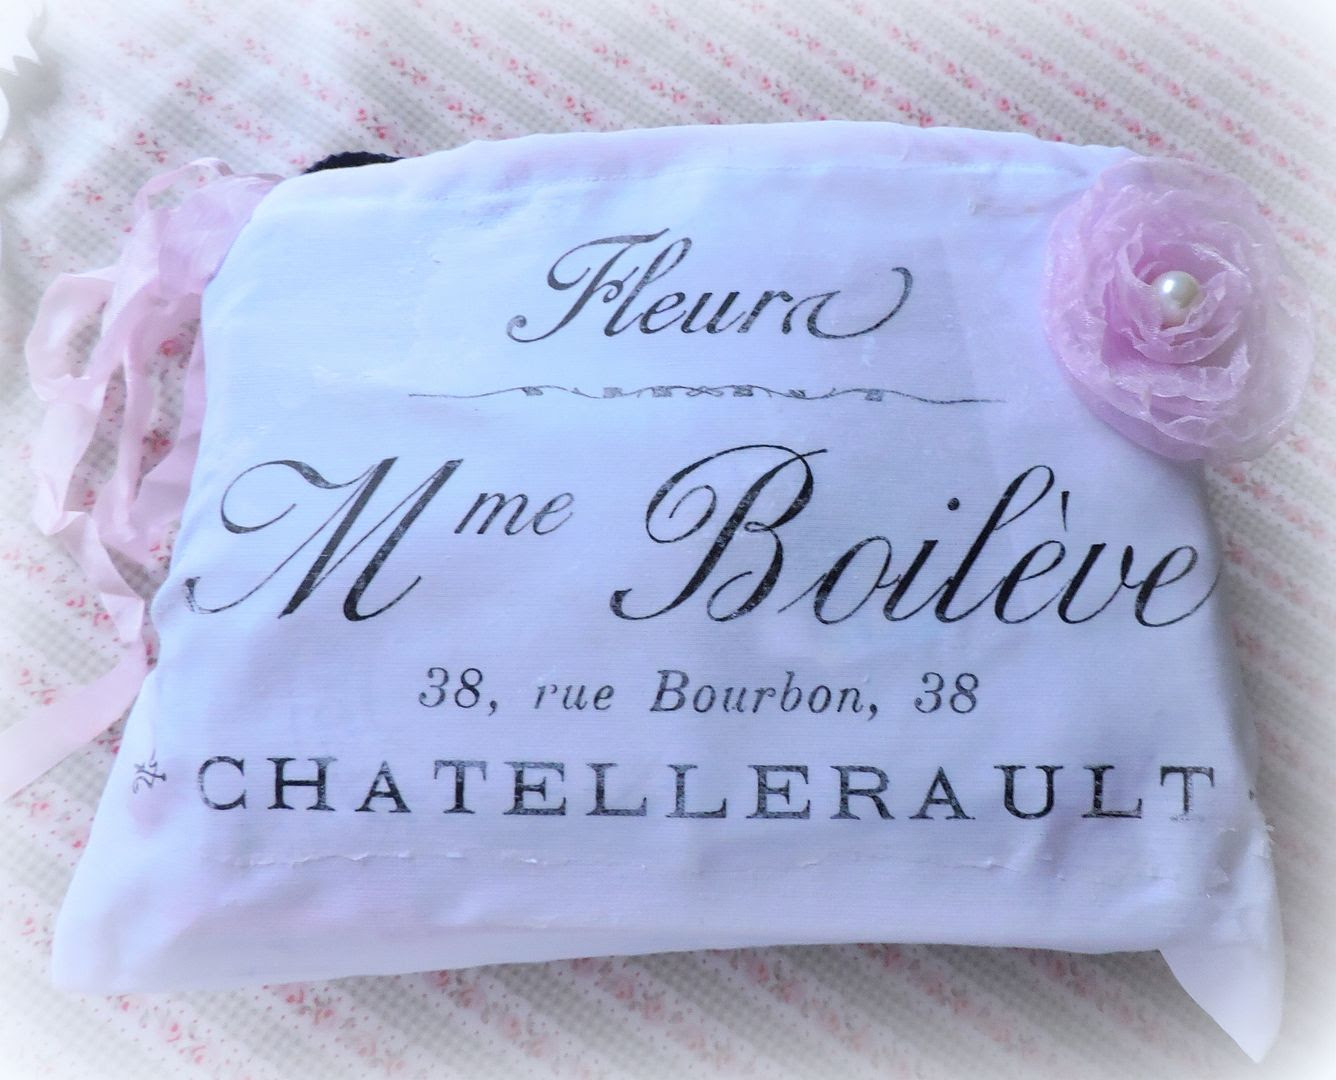 Fleurs
Mme Boilève
38, rue Bourbon, 38
CHATELLERAULT.